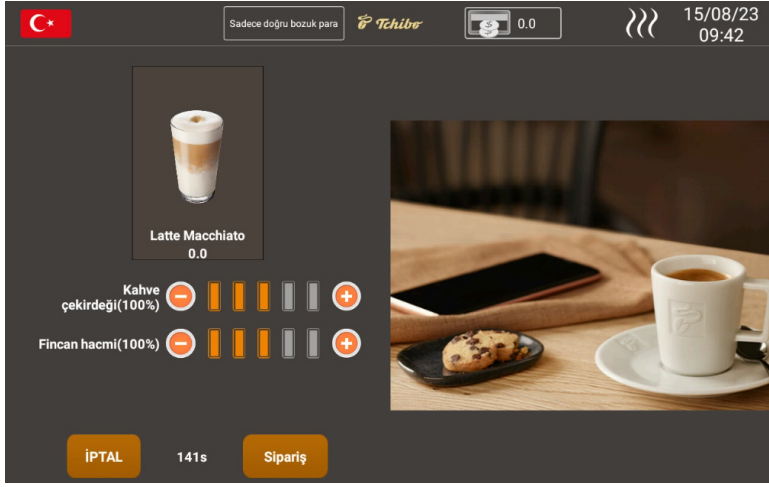 Sadece doğru bozuk para
Tchibo
0.0
15/08/23
09:42
Latte Macchiato
0.0
Kahve
çekirdeği(100%)
Fincan hacmi(100%)
İPTAL
141s
Sipariş